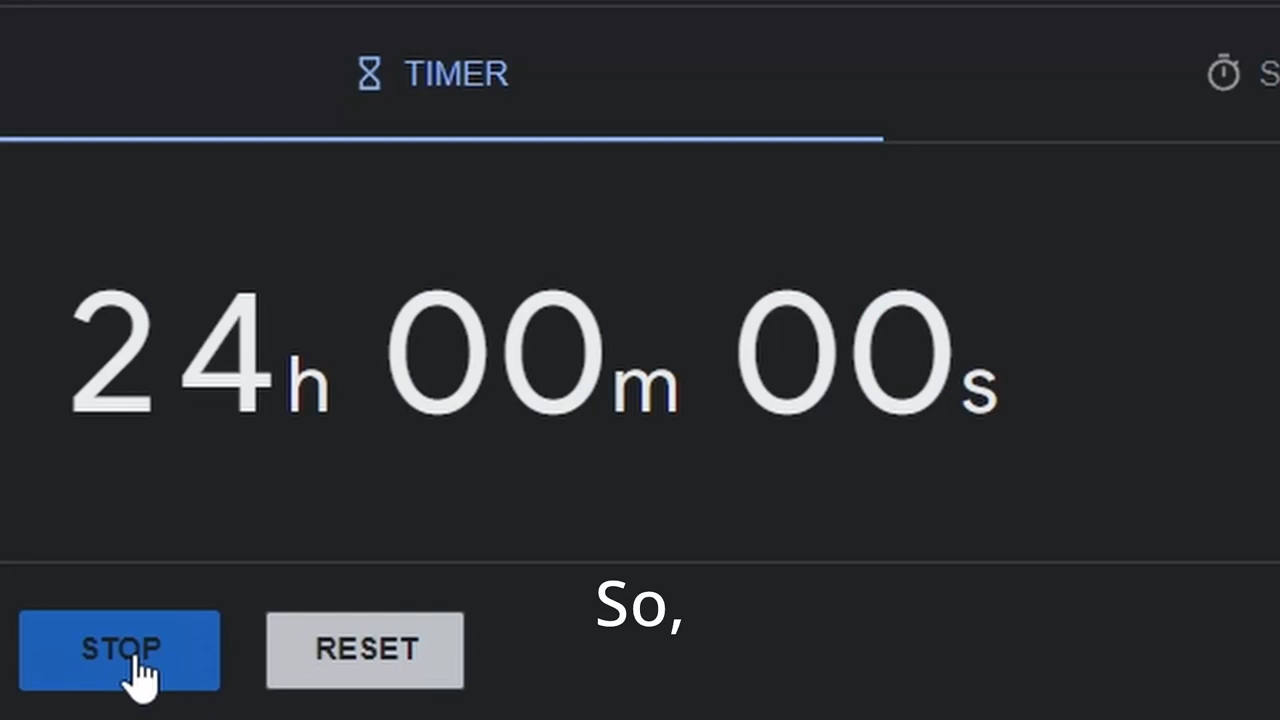 TIMER
S
24h 00m 00s
So,
STOP
RESET